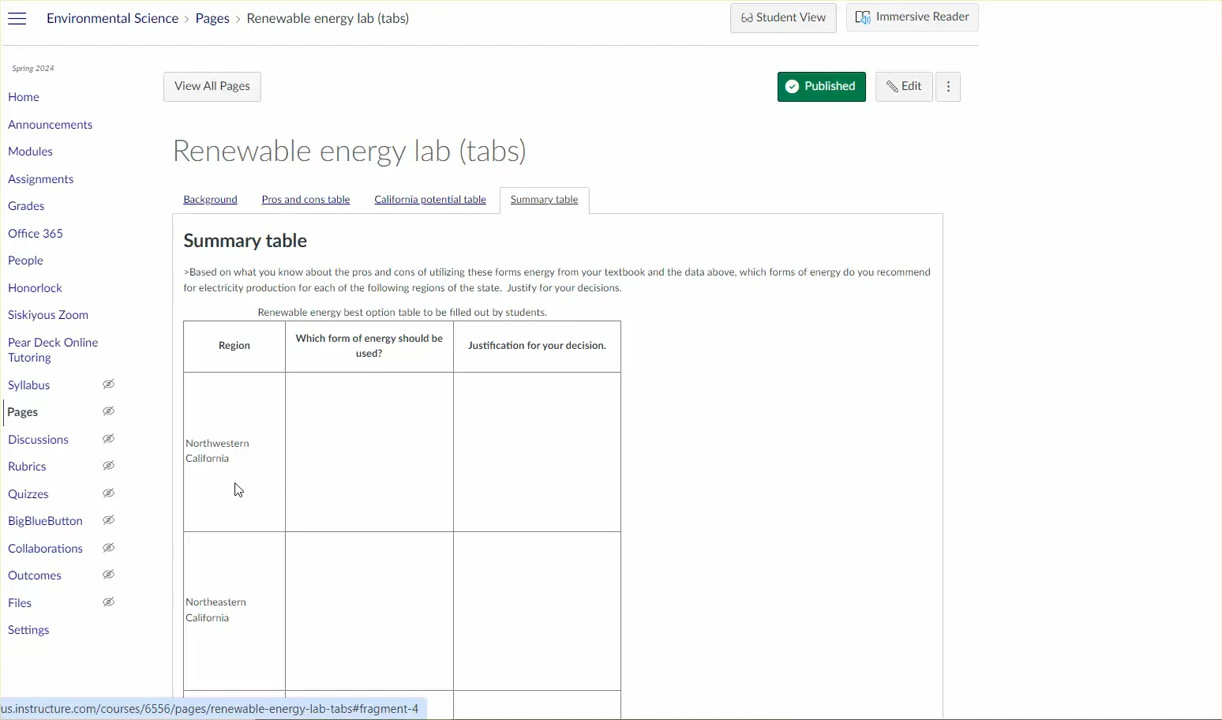 Environmental Science › Pages › Renewable energy lab (tabs)
Student View
Immersive Reader
Spring 2024
Home
Announcements
Modules
Assignments
Grades
Office 365
People
Honorlock
Siskiyous Zoom
Pear Deck Online
Tutoring
Syllabus
Pages
Discussions
Rubrics
Quizzes
BigBlueButton
Collaborations
Outcomes
Files
Settings
View All Pages
Published
Edit
Renewable energy lab (tabs)
Background
Pros and cons table
California potential table
Summary table
Summary table
>Based on what you know about the pros and cons of utilizing these forms energy from your textbook and the data above, which forms of energy do you recommend
for electricity production for each of the following regions of the state. Justify for your decisions.
Renewable energy best option table to be filled out by students.
Region
Which form of energy should be
used?
Justification for your decision.
Northwestern
California
Northeastern
California
us.instructure.com/courses/6556/pages/renewable-energy-lab-tabs#fragment-4